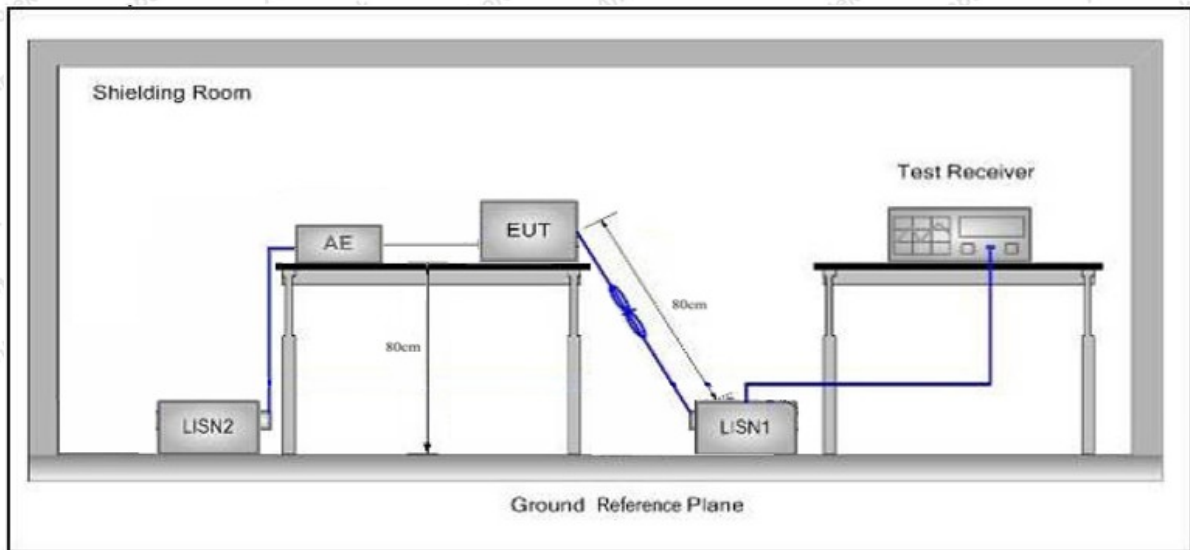 Shielding Room
Test Receiver
AE
EUT
80cm
80cm
LISN2
LISN1
Ground Reference Plane